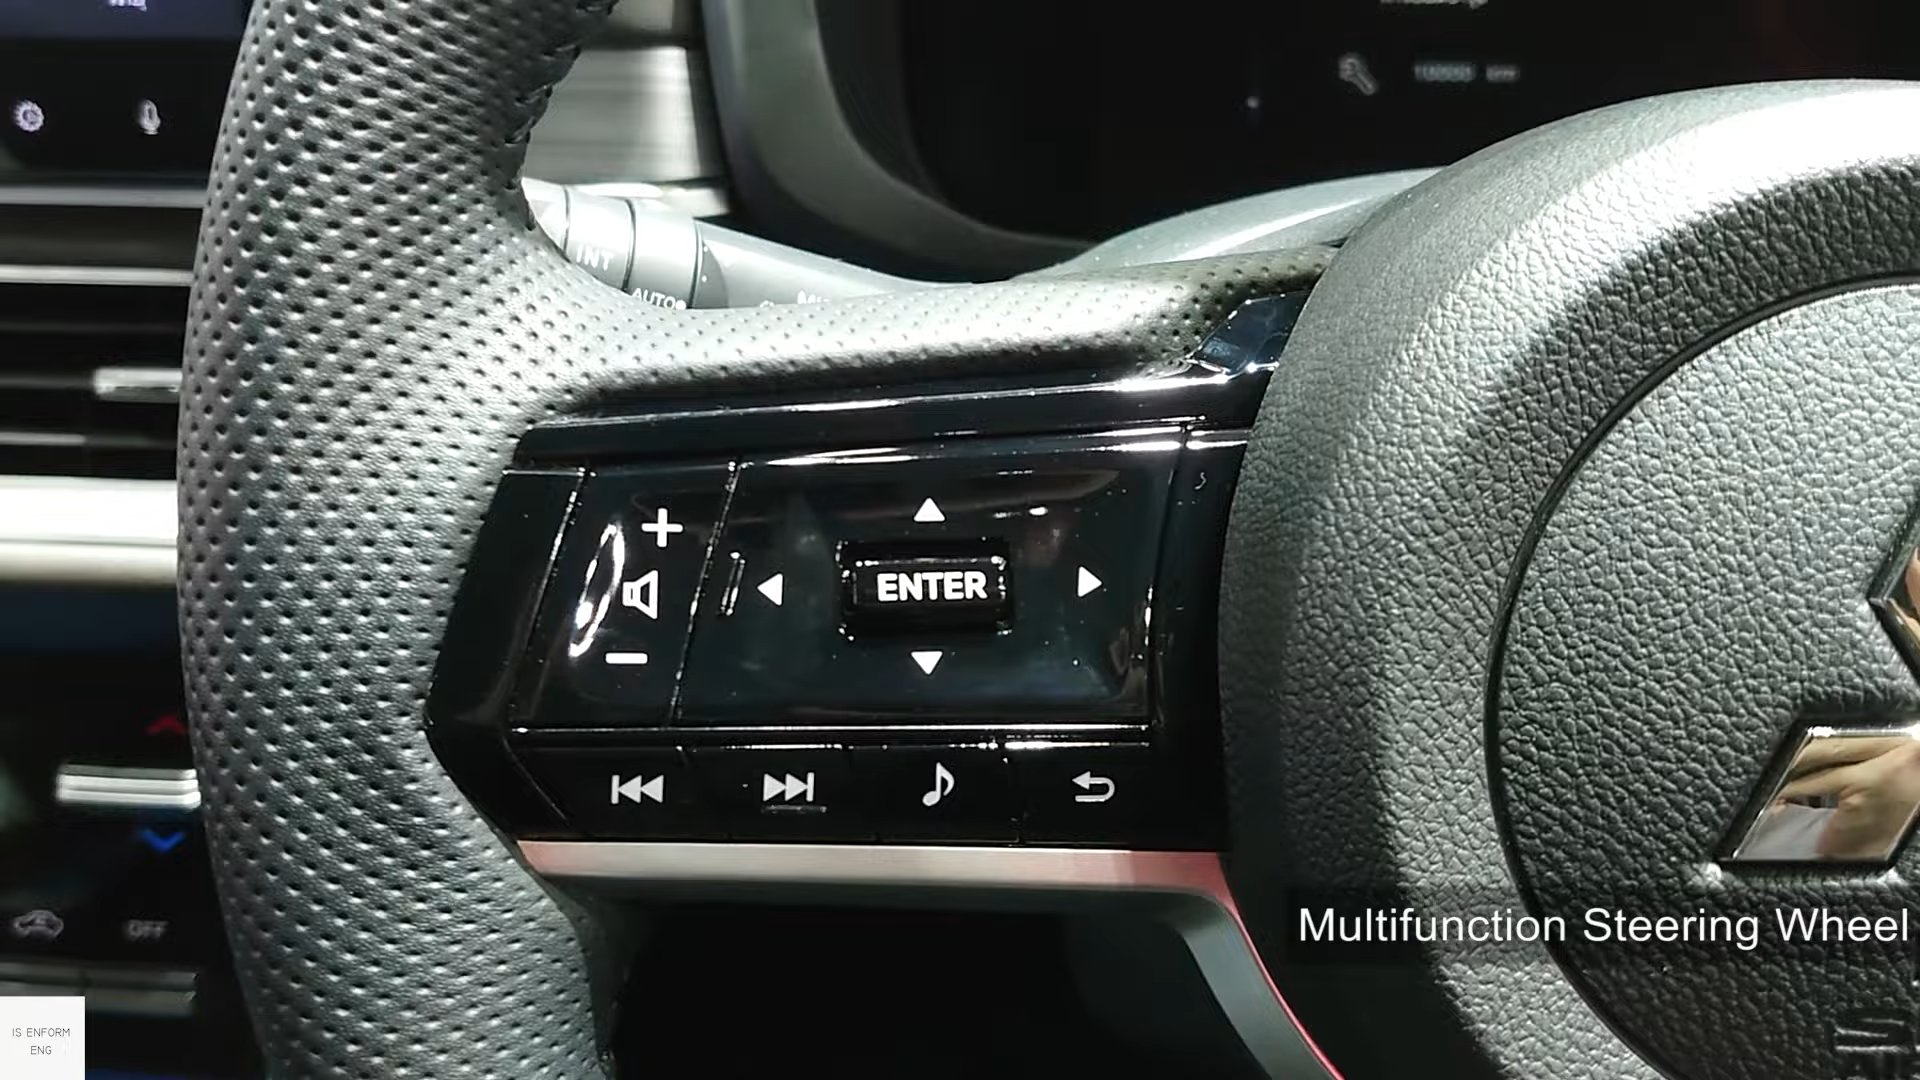 INT
AUTO
ENTER
OFF
Multifunction Steering Wheel
IS ENFORM
ENG